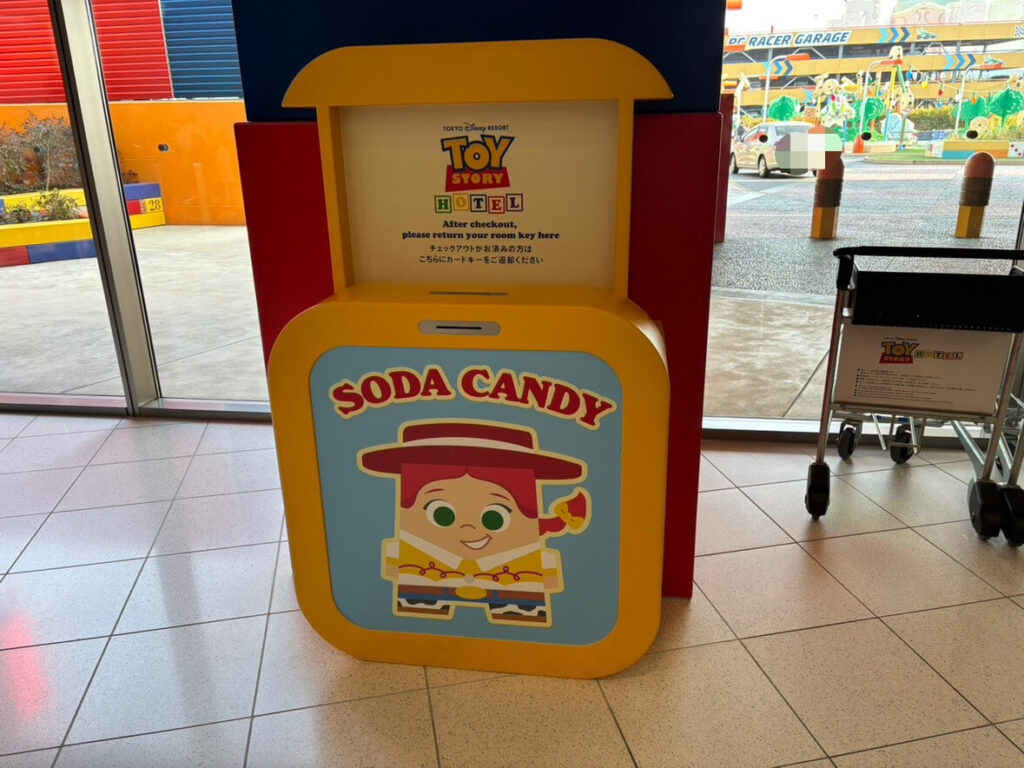 RC RACER GARAGE
TOKYO Disney RESORT
TOY
STORY
HOTEL
After checkout,
please return your room key here
チェックアウトがお済みの方は
こちらにカードキーをご返却ください
SODA CANDY
28
TOY
STORY
HOTEL